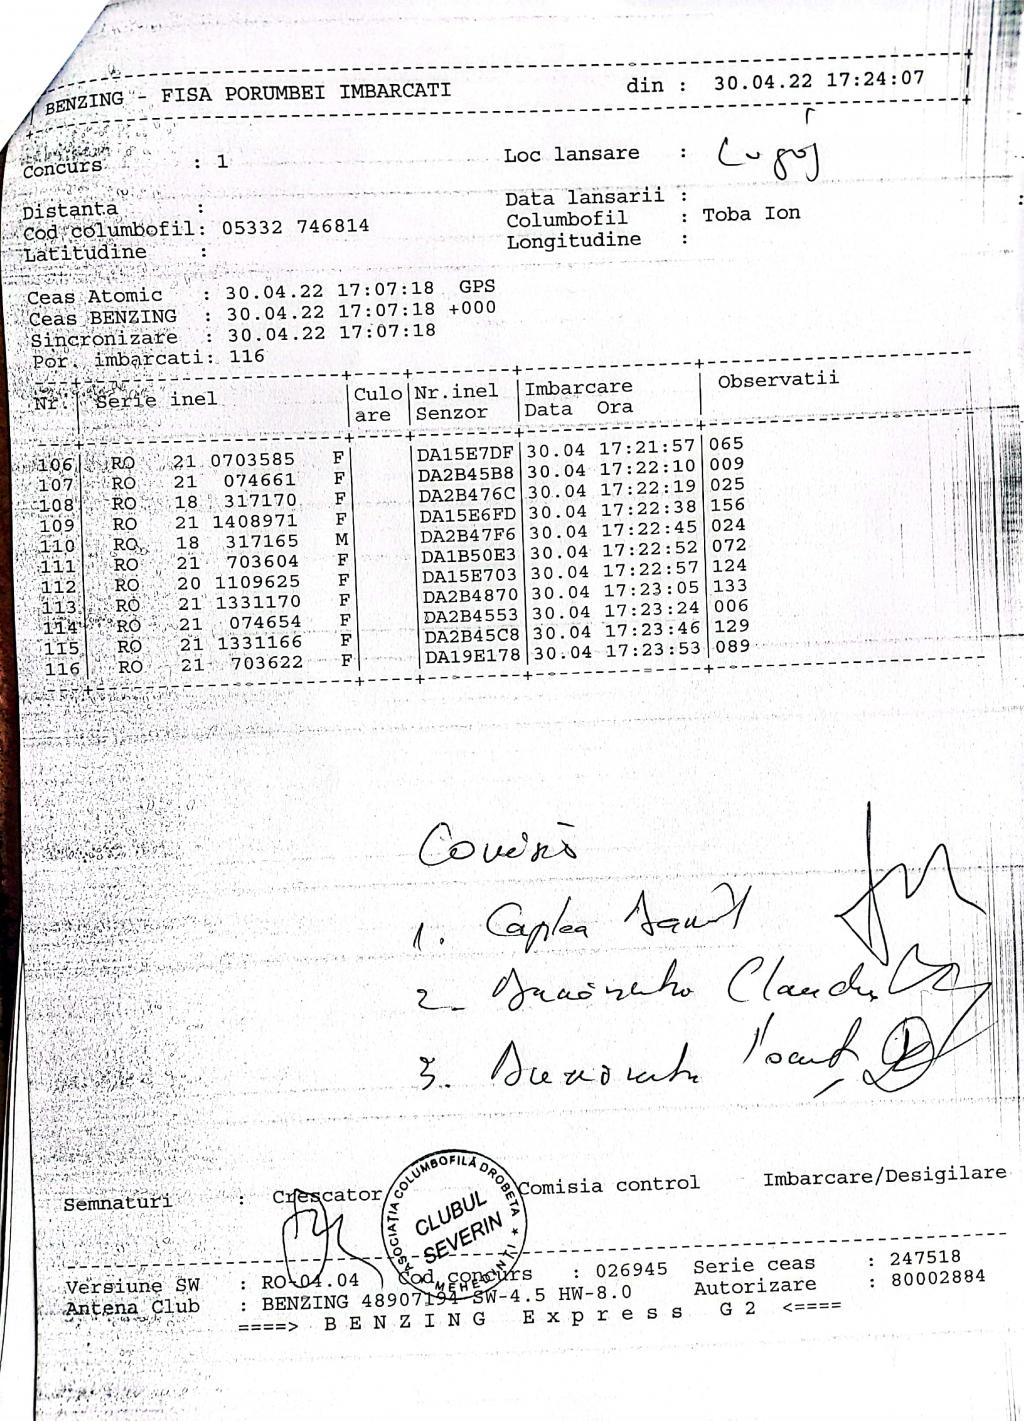 BENZING - FISA PORUMBEI IMBARCATI din : 30.04.22 17:24:07
Concurs : 1 Loc lansare : Lugoj
Distanta : Data lansarii :
Cod columbofil: 05332 746814 Columbofil : Toba Ion
Latitudine : Longitudine :
Ceas Atomic : 30.04.22 17:07:18 GPS
Ceas BENZING : 30.04.22 17:07:18 +000
Sincronizare : 30.04.22 17:07:18
Por. imbarcati: 116
Nr. Serie inel Culo Nr.inel Imbarcare Observatii
are Senzor Data Ora
106 RO 21 0703585 F DA15E7DF 30.04 17:21:57 065
107 RO 21 074661 F DA2B45B8 30.04 17:22:10 009
108 RO 18 317170 F DA2B476C 30.04 17:22:19 025
109 RO 21 1408971 F DA15E6FD 30.04 17:22:38 156
110 RO 18 317165 M DA2B47F6 30.04 17:22:45 024
111 RO 21 703604 F DA1B50E3 30.04 17:22:52 072
112 RO 20 1109625 F DA15E703 30.04 17:22:57 124
113 RO 21 1331170 F DA2B4870 30.04 17:23:05 133
114 RO 21 074654 F DA2B4553 30.04 17:23:24 006
115 RO 21 1331166 F DA2B45C8 30.04 17:23:46 129
116 RO 21 703622 F DA19E178 30.04 17:23:53 089
1. Caplea
2. Claudiu
3.
Semnaturi : Crescator Comisia control Imbarcare/Desigilare
ASOCIATIA COLUMBOFILĂ DROBETA * MEHEDINTI
CLUBUL
SEVERIN
Versiune SW : RO-04.04 Cod concurs : 026945 Serie ceas : 247518
Antena Club : BENZING 48907194 SW-4.5 HW-8.0 Autorizare : 80002884
====> B E N Z I N G E x p r e s s G 2 <====